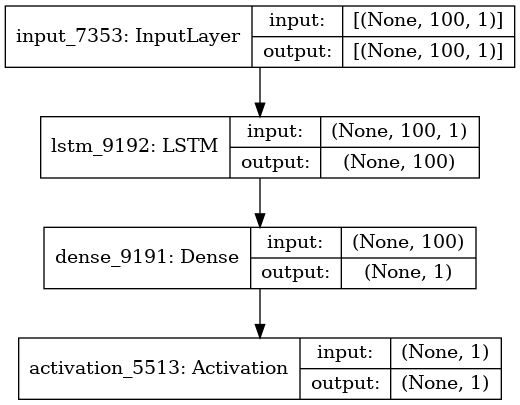 input_7353: InputLayer
input: [(None, 100, 1)]
output: [(None, 100, 1)]
lstm_9192: LSTM
input: (None, 100, 1)
output: (None, 100)
dense_9191: Dense
input: (None, 100)
output: (None, 1)
activation_5513: Activation
input: (None, 1)
output: (None, 1)